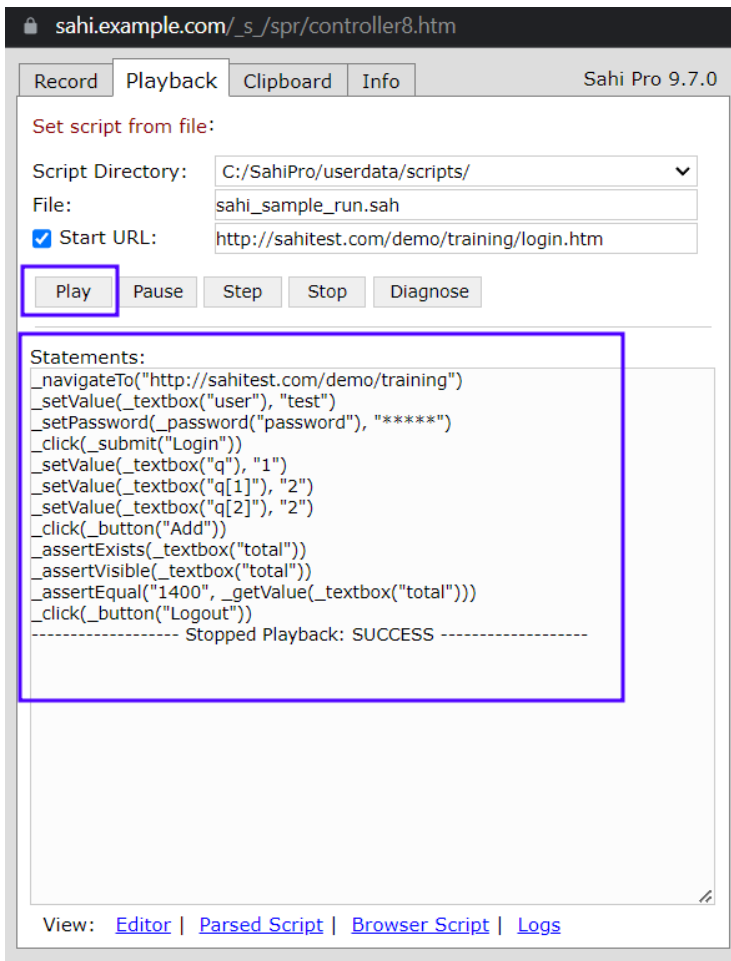 sahi.example.com/_s_/spr/controller8.htm
Record Playback Clipboard Info Sahi Pro 9.7.0
Set script from file:
Script Directory: C:/SahiPro/userdata/scripts/
File: sahi_sample_run.sah
Start URL: http://sahitest.com/demo/training/login.htm
Play Pause Step Stop Diagnose
Statements:
_navigateTo("http://sahitest.com/demo/training")
_setValue(_textbox("user"), "test")
_setPassword(_password("password"), "*****")
_click(_submit("Login"))
_setValue(_textbox("q"), "1")
_setValue(_textbox("q[1]"), "2")
_setValue(_textbox("q[2]"), "2")
_click(_button("Add"))
_assertExists(_textbox("total"))
_assertVisible(_textbox("total"))
_assertEqual("1400", _getValue(_textbox("total")))
_click(_button("Logout"))
------------------- Stopped Playback: SUCCESS -------------------
View: Editor | Parsed Script | Browser Script | Logs